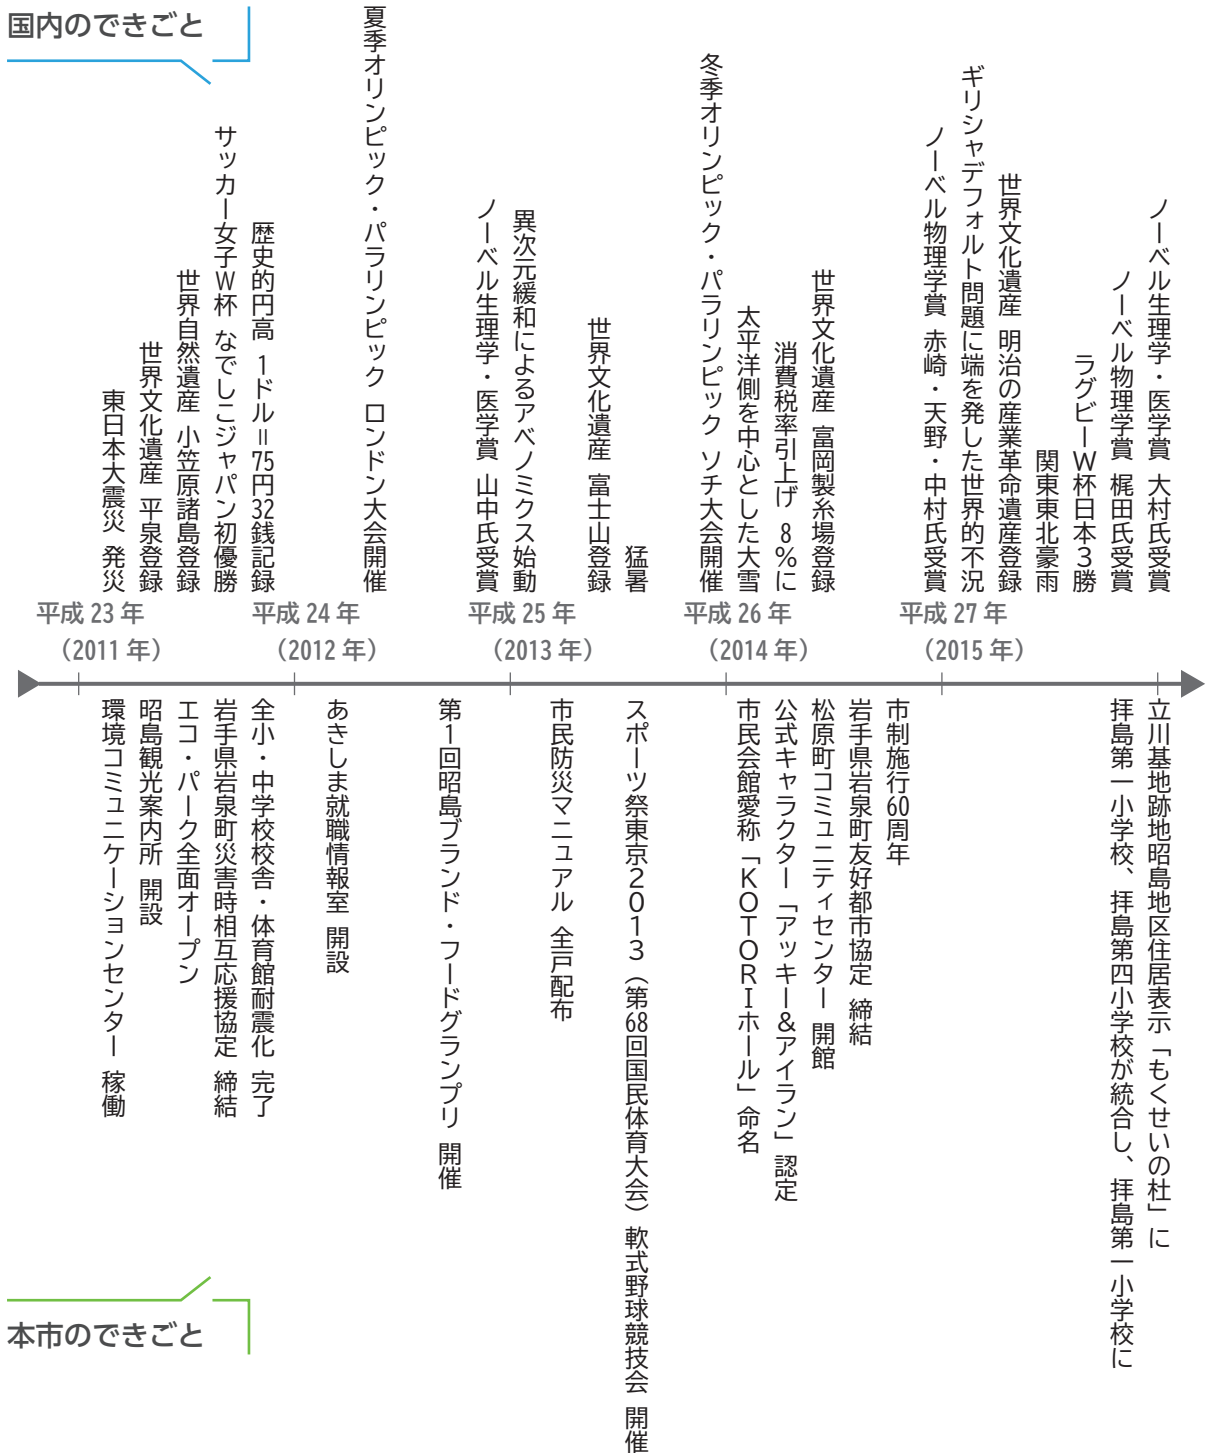 国内のできごと
東日本大震災 発災
世界文化遺産 平泉登録
世界自然遺産 小笠原諸島登録
サッカー女子W杯 なでしこジャパン初優勝
歴史的円高 1ドル＝75円32銭記録
夏季オリンピック・パラリンピック ロンドン大会開催
ノーベル生理学・医学賞 山中氏受賞
異次元緩和によるアベノミクス始動
世界文化遺産 富士山登録
猛暑
冬季オリンピック・パラリンピック ソチ大会開催
太平洋側を中心とした大雪
消費税率引上げ 8％に
世界文化遺産 富岡製糸場登録
ノーベル物理学賞 赤崎・天野・中村氏受賞
ギリシャデフォルト問題に端を発した世界的不況
世界文化遺産 明治の産業革命遺産登録
関東東北豪雨
ラグビーW杯日本3勝
ノーベル物理学賞 梶田氏受賞
ノーベル生理学・医学賞 大村氏受賞
平成 23 年
（2011 年）
平成 24 年
（2012 年）
平成 25 年
（2013 年）
平成 26 年
（2014 年）
平成 27 年
（2015 年）
環境コミュニケーションセンター 稼働
昭島観光案内所 開設
エコ・パーク全面オープン
岩手県岩泉町災害時相互応援協定 締結
全小・中学校校舎・体育館耐震化 完了
あきしま就職情報室 開設
第1回昭島ブランド・フードグランプリ 開催
市民防災マニュアル 全戸配布
スポーツ祭東京2013（第68回国民体育大会）軟式野球競技会 開催
市民会館愛称「KOTORIホール」命名
公式キャラクター「アッキー＆アイラン」認定
松原町コミュニティセンター 開館
岩手県岩泉町友好都市協定 締結
市制施行60周年
拝島第一小学校、拝島第四小学校が統合し、拝島第一小学校に
立川基地跡地昭島地区住居表示「もくせいの杜」に
本市のできごと